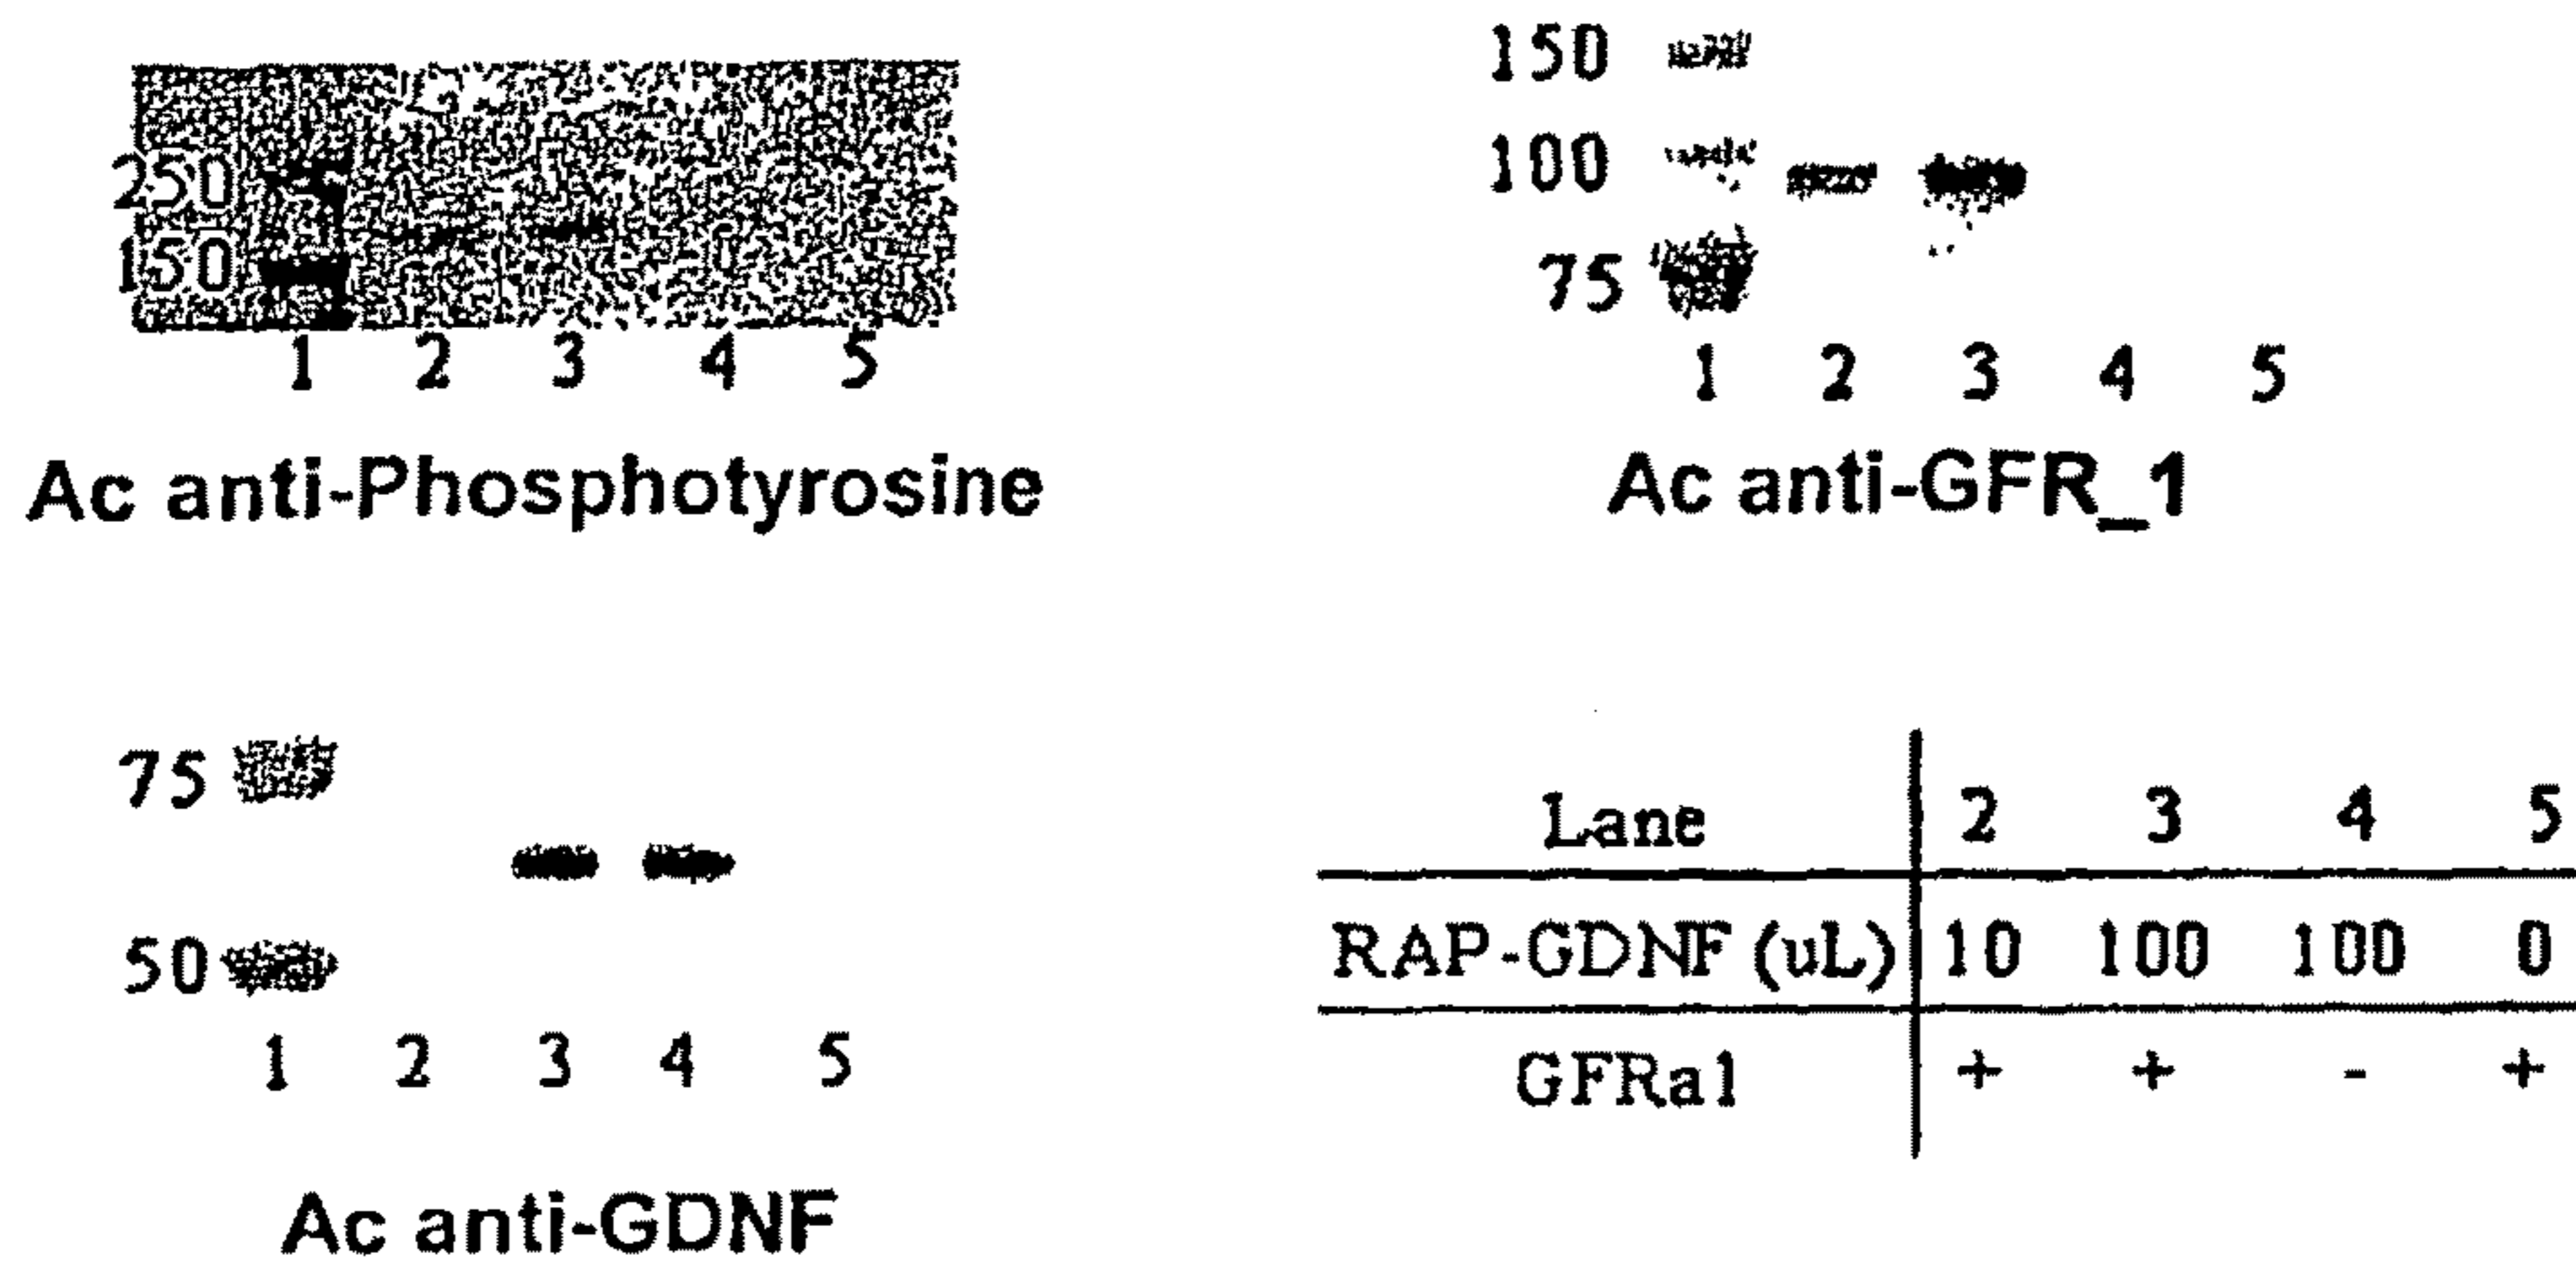 250
150
1 2 3 4 5
Ac anti-Phosphotyrosine
150
100
75
1 2 3 4 5
Ac anti-GFR_1
75
50
1 2 3 4 5
Ac anti-GDNF
Lane 2 3 4 5
RAP-GDNF (uL) 10 100 100 0
GFRa1 + + - +